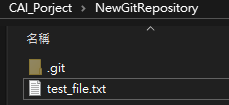 CAI_Porject > NewGitRepository
名稱
.git
test_file.txt